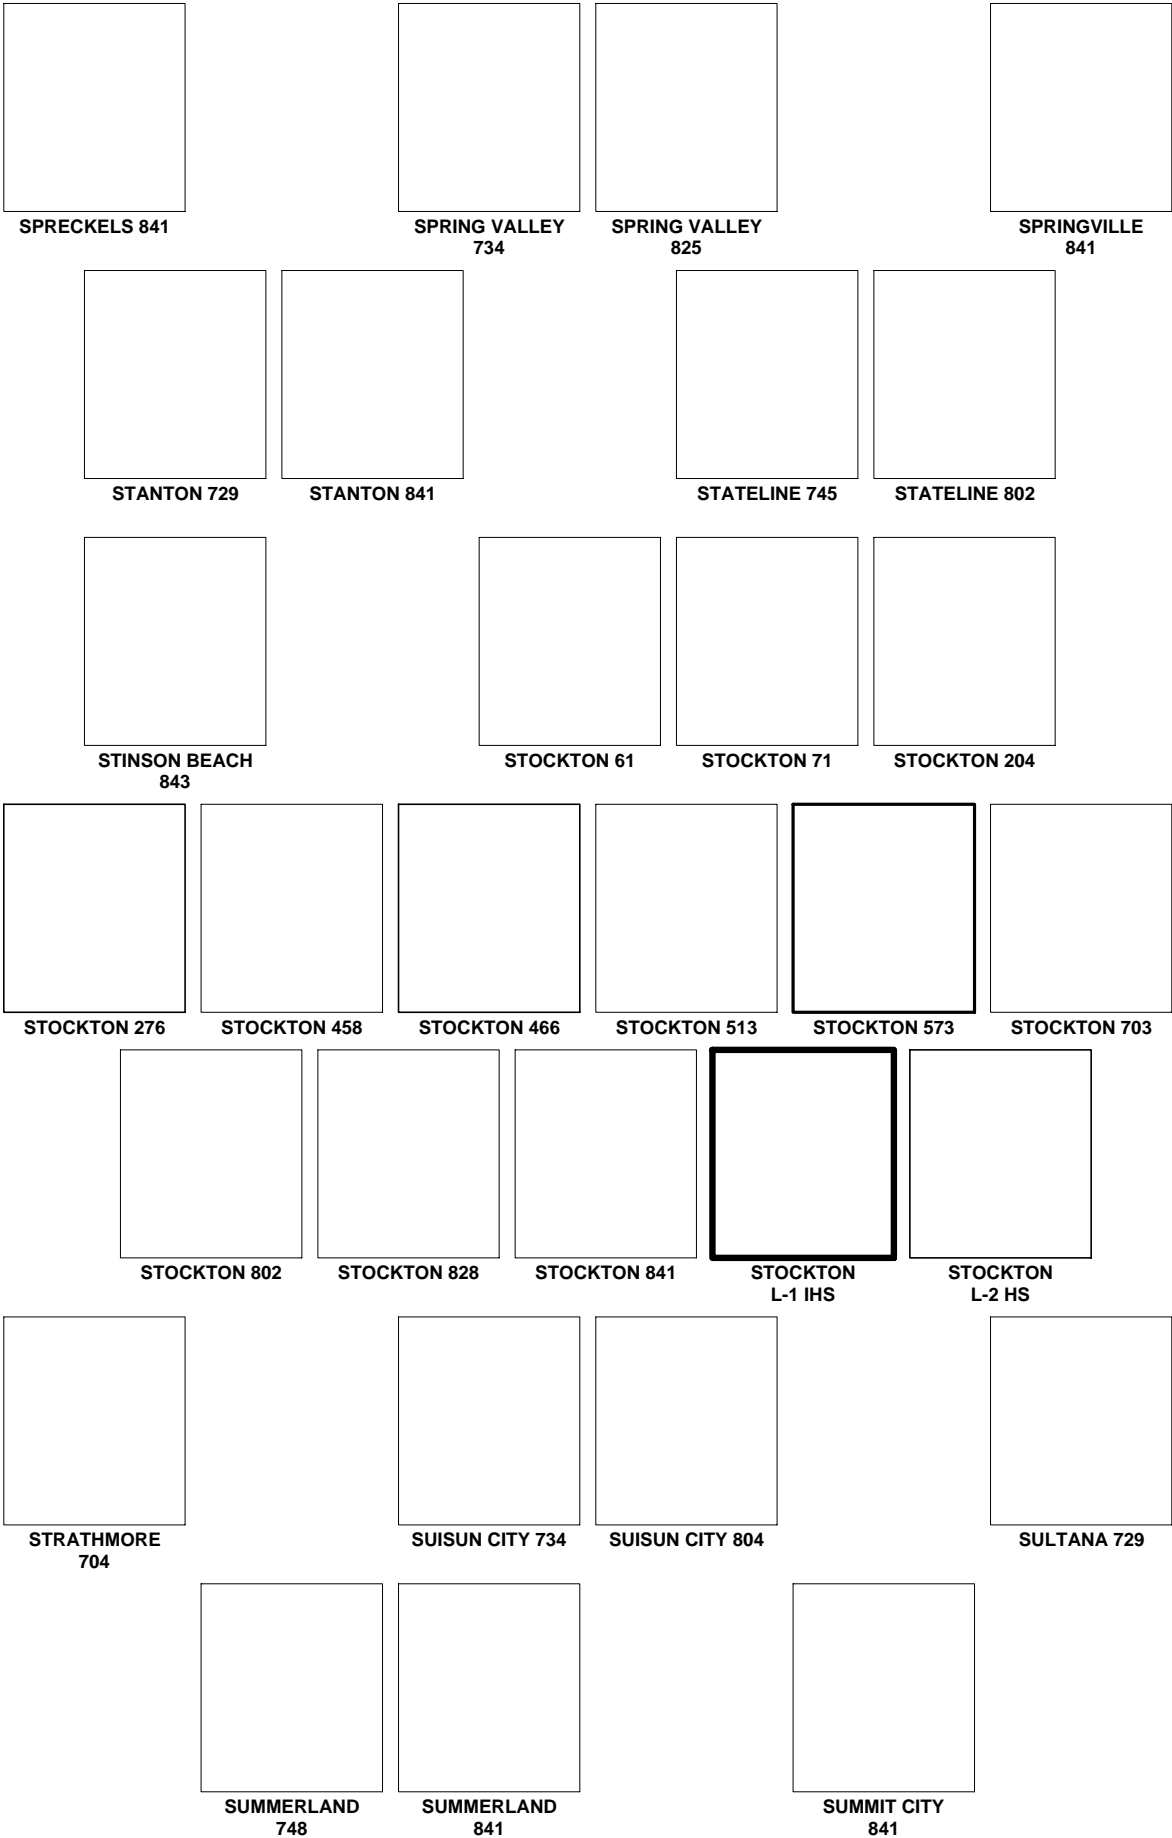 SPRECKELS 841
SPRING VALLEY
734
SPRING VALLEY
825
SPRINGVILLE
841
STANTON 729
STANTON 841
STATELINE 745
STATELINE 802
STINSON BEACH
843
STOCKTON 61
STOCKTON 71
STOCKTON 204
STOCKTON 276
STOCKTON 458
STOCKTON 466
STOCKTON 513
STOCKTON 573
STOCKTON 703
STOCKTON 802
STOCKTON 828
STOCKTON 841
STOCKTON
L-1 IHS
STOCKTON
L-2 HS
STRATHMORE
704
SUISUN CITY 734
SUISUN CITY 804
SULTANA 729
SUMMERLAND
748
SUMMERLAND
841
SUMMIT CITY
841